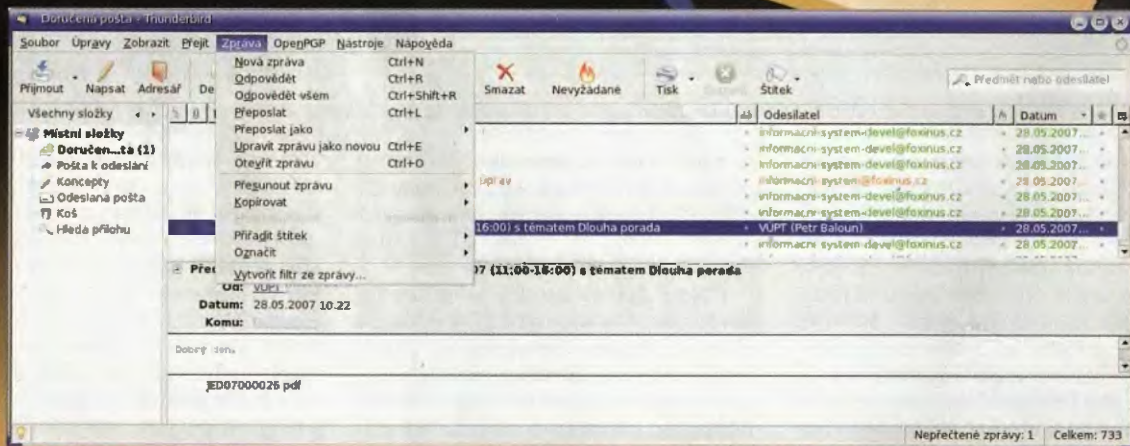 Doručená pošta - Thunderbird
Soubor Úpravy Zobrazit Přejít Zpráva OpenPGP Nástroje Nápověda
Přijmout Napsat Adresář De Smazat Nevyžádané Tisk Štítek Předmět nebo odesílatel
Všechny složky
Odesílatel Datum
Místní složky
Doručen...ta (1)
Pošta k odeslání
Koncepty
Odeslaná pošta
Koš
Hledá přílohu
Nová zpráva Ctrl+N
Odpovědět Ctrl+R
Odpovědět všem Ctrl+Shift+R
Přeposlat Ctrl+L
Přeposlat jako
Upravit zprávu jako novou Ctrl+E
Otevřít zprávu Ctrl+O
Přesunout zprávu
Kopírovat
Přiřadit štítek
Označit
Vytvořit filtr ze zprávy...
informacni-system-devel@foxinus.cz 28.05.2007...
informacni-system-devel@foxinus.cz 28.05.2007...
informacni-system-devel@foxinus.cz 28.05.2007...
úprav informacni-system-@foxinus.cz 28.05.2007...
informacni-system-devel@foxinus.cz 28.05.2007...
informacni-system-devel@foxinus.cz 28.05.2007...
16:00) s tématem Dlouha porada VÚPT (Petr Baloun) 28.05.2007...
informacni-system-devel@foxinus.cz 28.05.2007...
Před 07 (11:00-16:00) s tématem Dlouha porada
Od: VÚPT
Datum: 28.05.2007 10:22
Komu:
Dobrý den,
JED07000026.pdf
Nepřečtené zprávy: 1 Celkem: 733